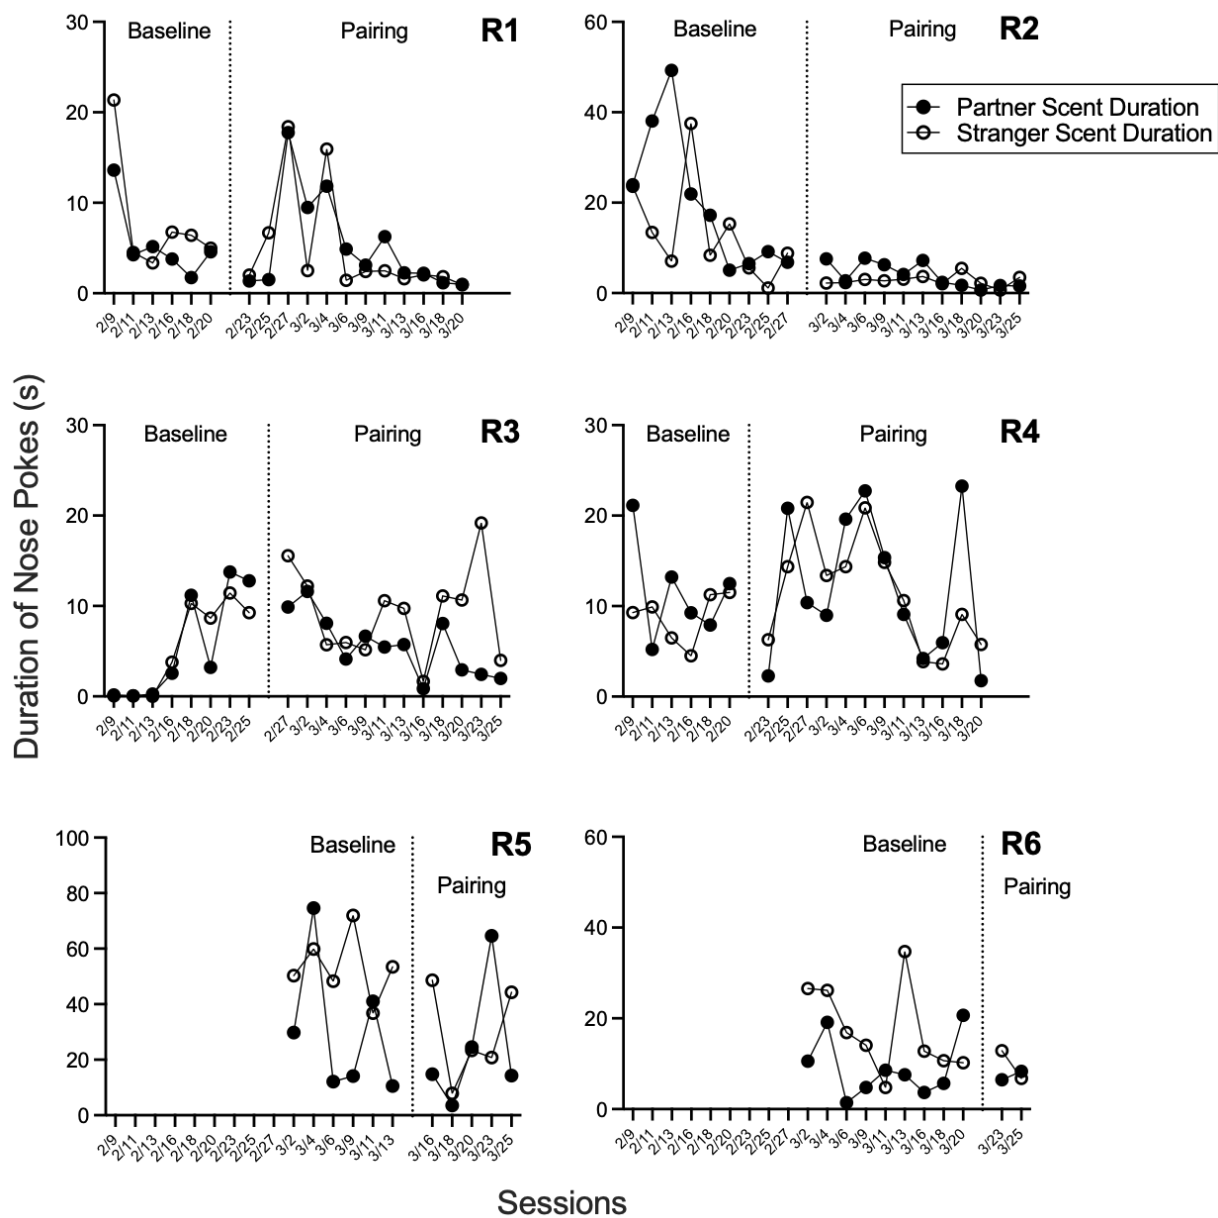 Duration of Nose Pokes (s)
30
20
10
0
Baseline
Pairing
R1
2/9 2/11 2/13 2/16 2/18 2/20 2/23 2/25 2/27 3/2 3/4 3/6 3/9 3/11 3/13 3/16 3/18 3/20
60
40
20
0
Baseline
Pairing
R2
Partner Scent Duration
Stranger Scent Duration
2/9 2/11 2/13 2/16 2/18 2/20 2/23 2/25 2/27 3/2 3/4 3/6 3/9 3/11 3/13 3/16 3/18 3/20 3/23 3/25
30
20
10
0
Baseline
Pairing
R3
2/9 2/11 2/13 2/16 2/18 2/20 2/23 2/25 2/27 3/2 3/4 3/6 3/9 3/11 3/13 3/16 3/18 3/20 3/23 3/25
30
20
10
0
Baseline
Pairing
R4
2/9 2/11 2/13 2/16 2/18 2/20 2/23 2/25 2/27 3/2 3/4 3/6 3/9 3/11 3/13 3/16 3/18 3/20
100
80
60
40
20
0
Baseline
R5
Pairing
2/9 2/11 2/13 2/16 2/18 2/20 2/23 2/25 2/27 3/2 3/4 3/6 3/9 3/11 3/13 3/16 3/18 3/20 3/23 3/25
60
40
20
0
Baseline
R6
Pairing
2/9 2/11 2/13 2/16 2/18 2/20 2/23 2/25 2/27 3/2 3/4 3/6 3/9 3/11 3/13 3/16 3/18 3/20 3/23 3/25
Sessions